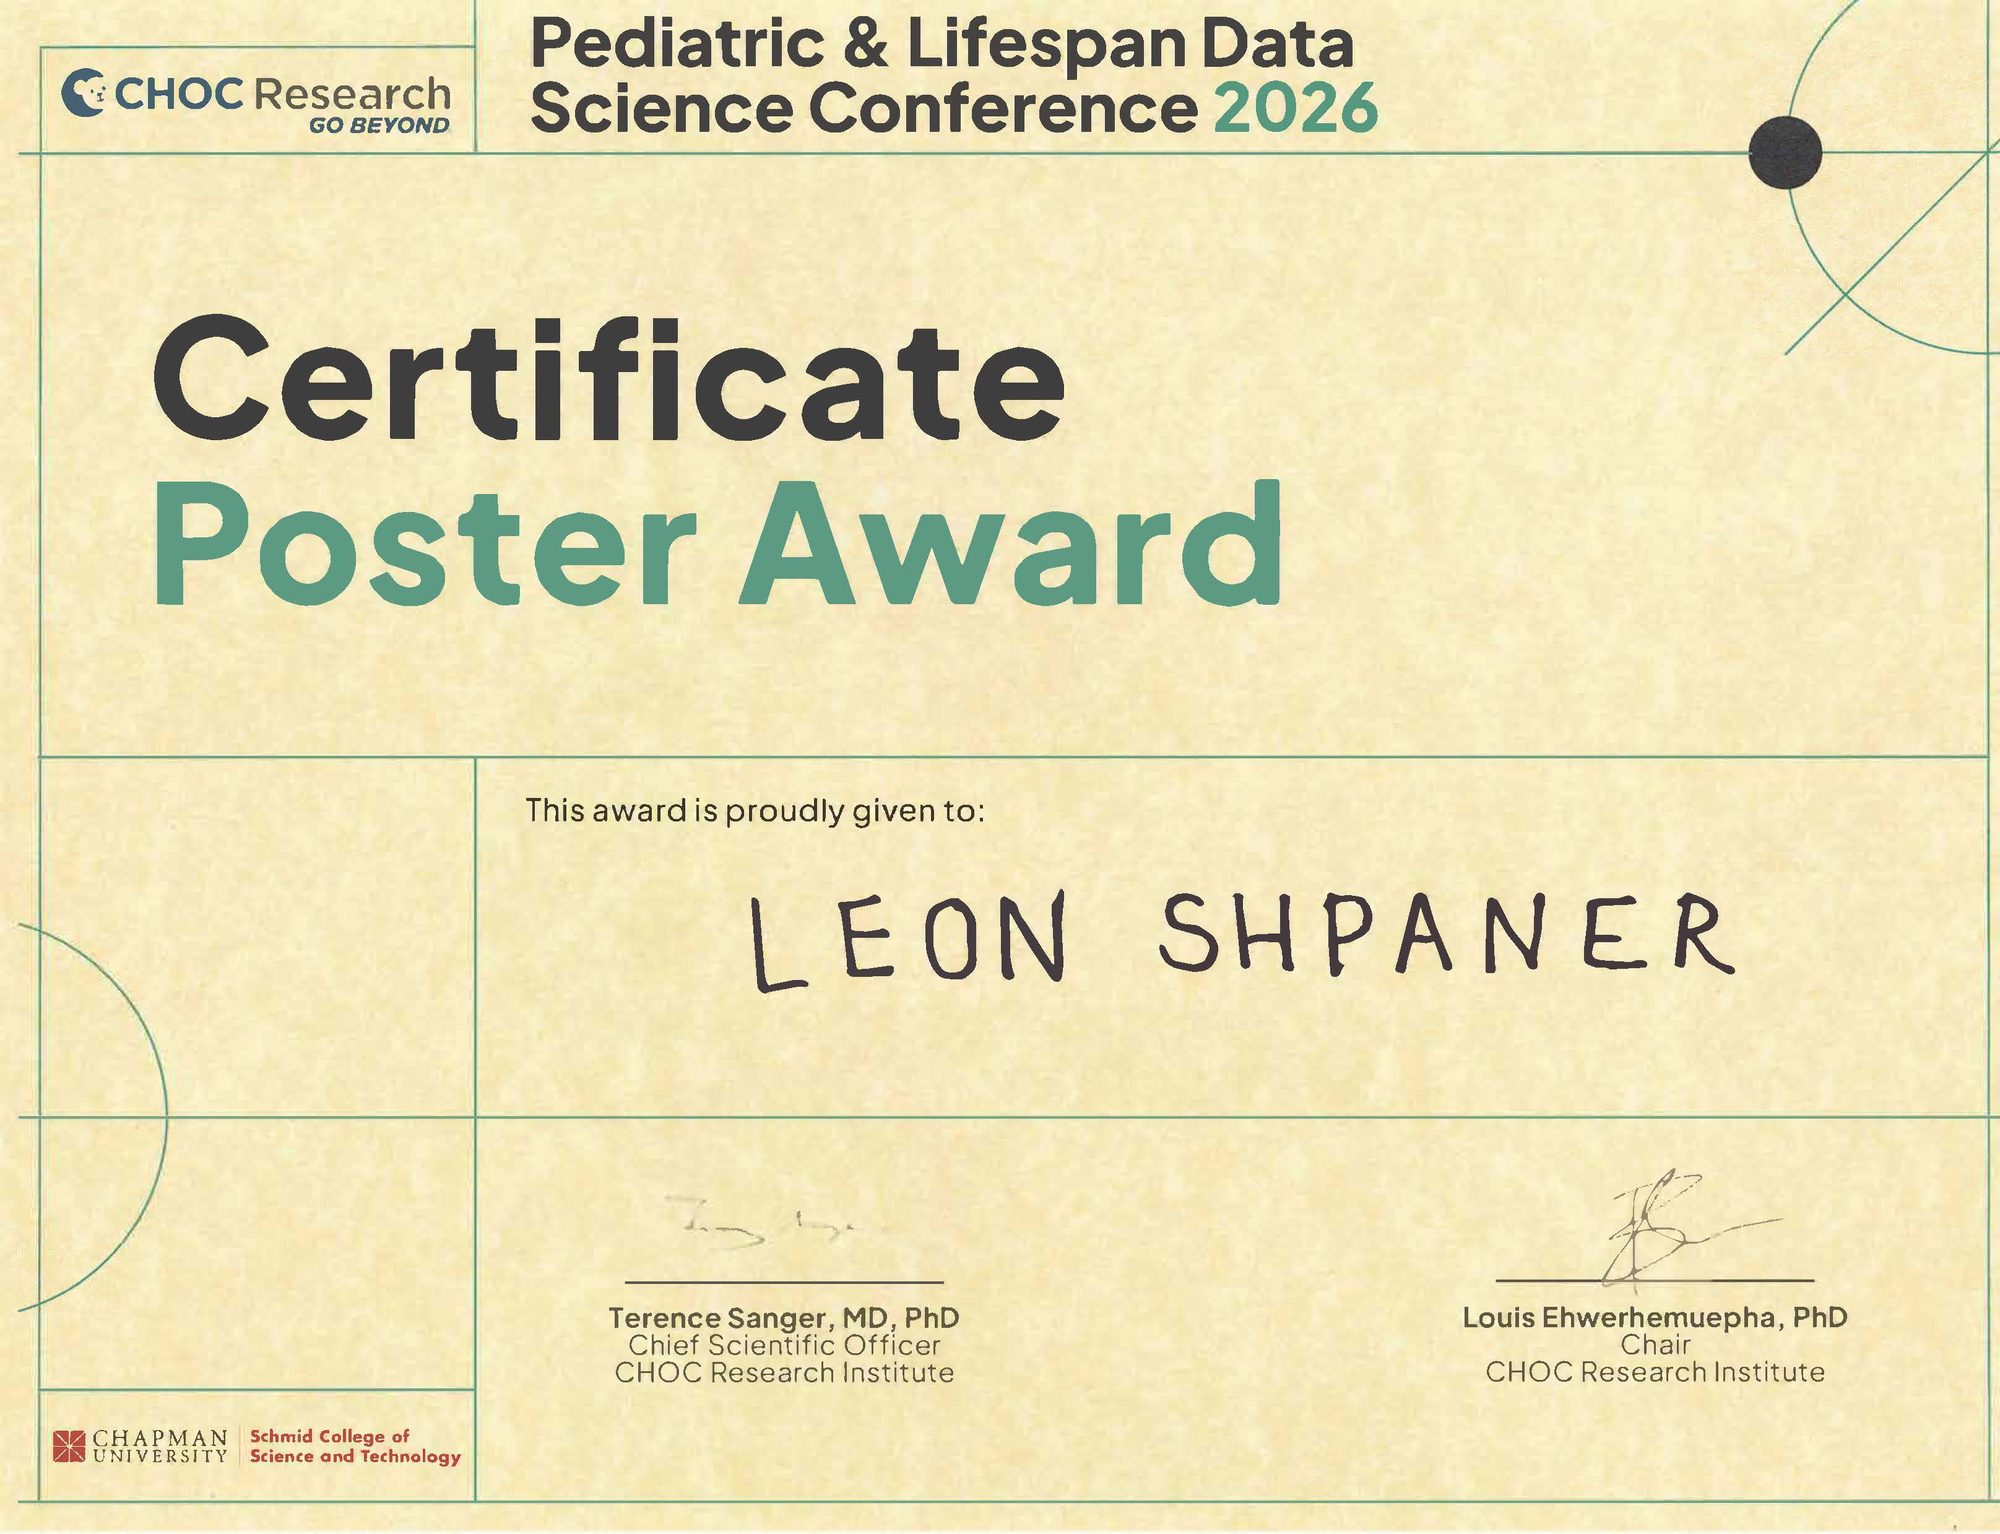 CHOC Research
GO BEYOND
Pediatric & Lifespan Data
Science Conference 2026
Certificate
Poster Award
This award is proudly given to:
LEON SHPANER
Terence Sanger, MD, PhD
Chief Scientific Officer
CHOC Research Institute
Louis Ehwerhemuepha, PhD
Chair
CHOC Research Institute
CHAPMAN
UNIVERSITY
Schmid College of
Science and Technology